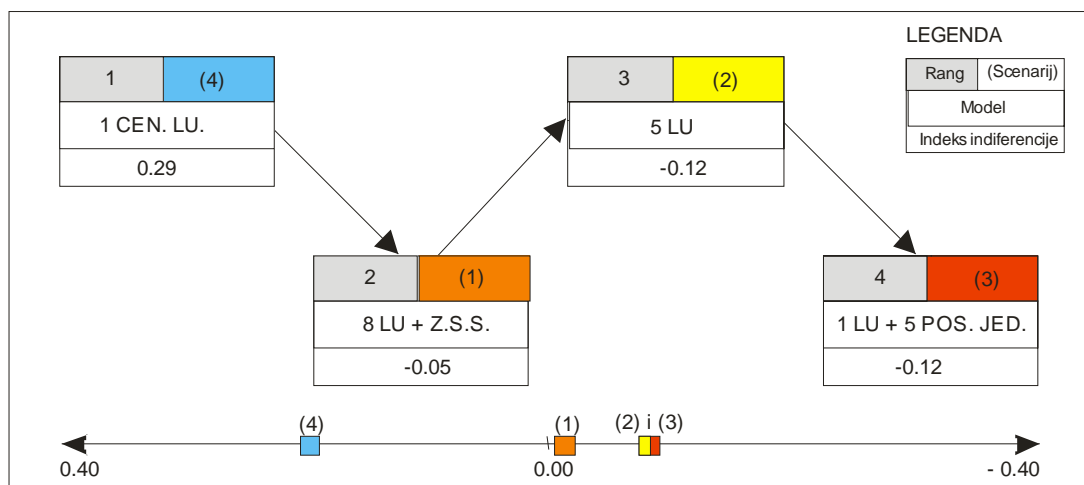 LEGENDA
Rang (Scenarij)
Model
Indeks indiferencije
1 (4)
1 CEN. LU.
0.29
3 (2)
5 LU
-0.12
2 (1)
8 LU + Z.S.S.
-0.05
4 (3)
1 LU + 5 POS. JED.
-0.12
(4) (1) (2) i (3)
0.40 0.00 - 0.40